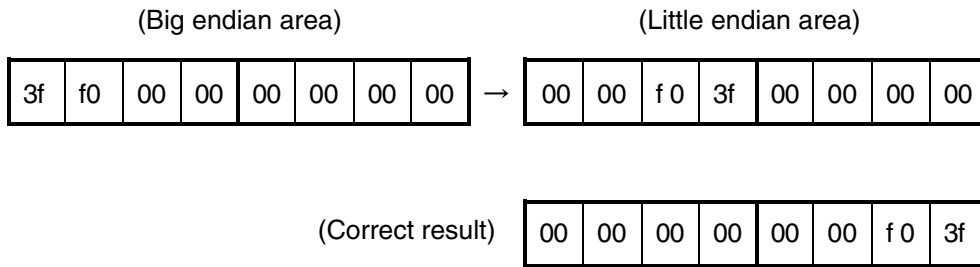 (Big endian area) (Little endian area)
3f f0 00 00 00 00 00 00 → 00 00 f 0 3f 00 00 00 00
(Correct result) 00 00 00 00 00 00 f 0 3f